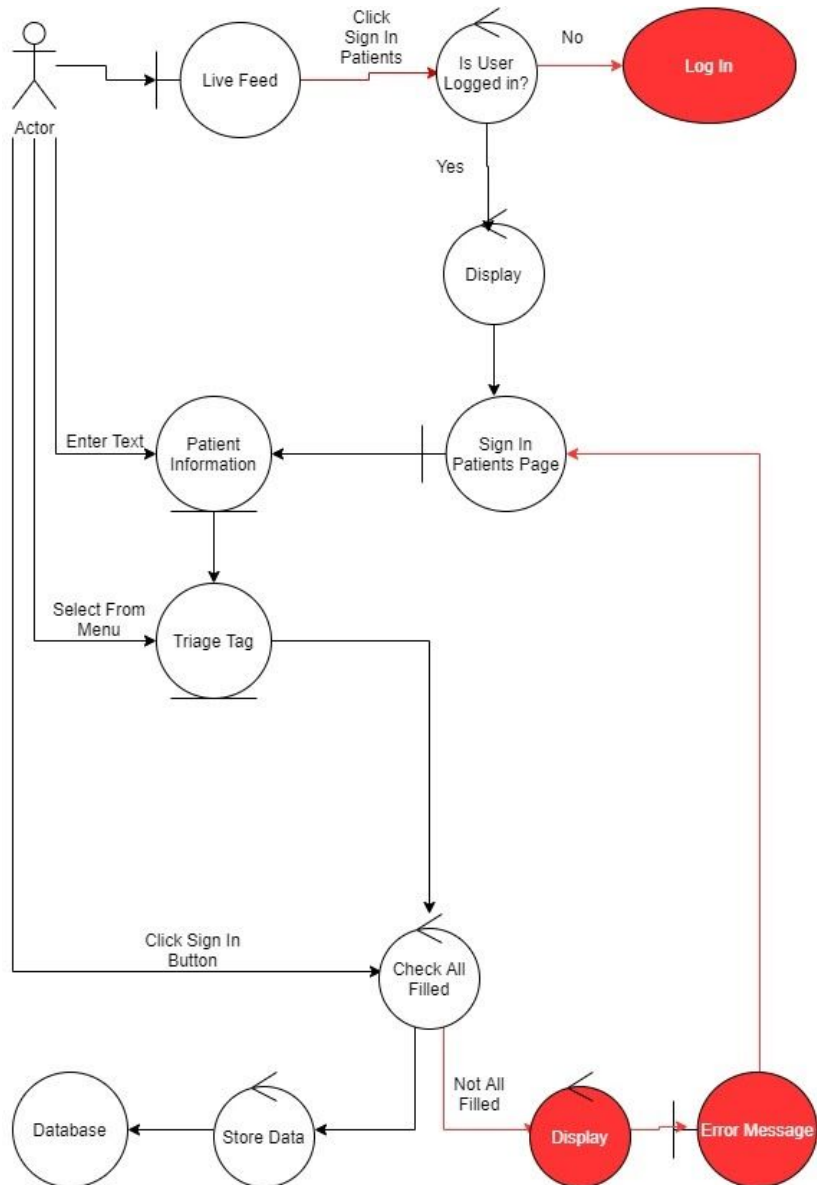 Click
Sign In
Patients
Is User
Logged in?
No
Log In
Live Feed
Actor
Yes
Display
Enter Text
Patient
Information
Sign In
Patients Page
Select From
Menu
Triage Tag
Click Sign In
Button
Check All
Filled
Not All
Filled
Database
Store Data
Display
Error Message